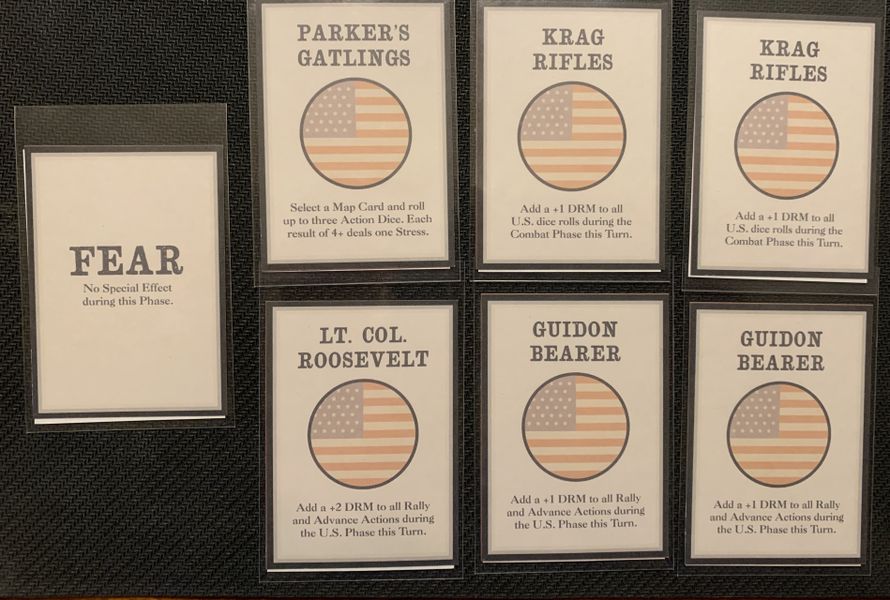 FEAR
No Special Effect
during this Phase.
PARKER'S
GATLINGS
Select a Map Card and roll
up to three Action Dice. Each
result of 4+ deals one Stress.
KRAG
RIFLES
Add a +1 DRM to all
U.S. dice rolls during the
Combat Phase this Turn.
KRAG
RIFLES
Add a +1 DRM to all
U.S. dice rolls during the
Combat Phase this Turn.
LT. COL.
ROOSEVELT
Add a +2 DRM to all Rally
and Advance Actions during
the U.S. Phase this Turn.
GUIDON
BEARER
Add a +1 DRM to all Rally
and Advance Actions during
the U.S. Phase this Turn.
GUIDON
BEARER
Add a +1 DRM to all Rally
and Advance Actions during
the U.S. Phase this Turn.